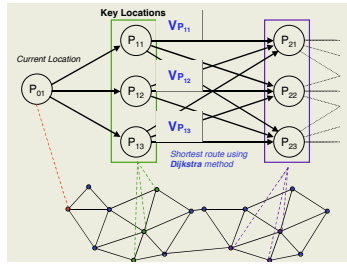 Key Locations
VP11
P11
P21
Current Location
P01
VP12
P12
P22
VP13
P13
P23
Shortest route using
Dijkstra method